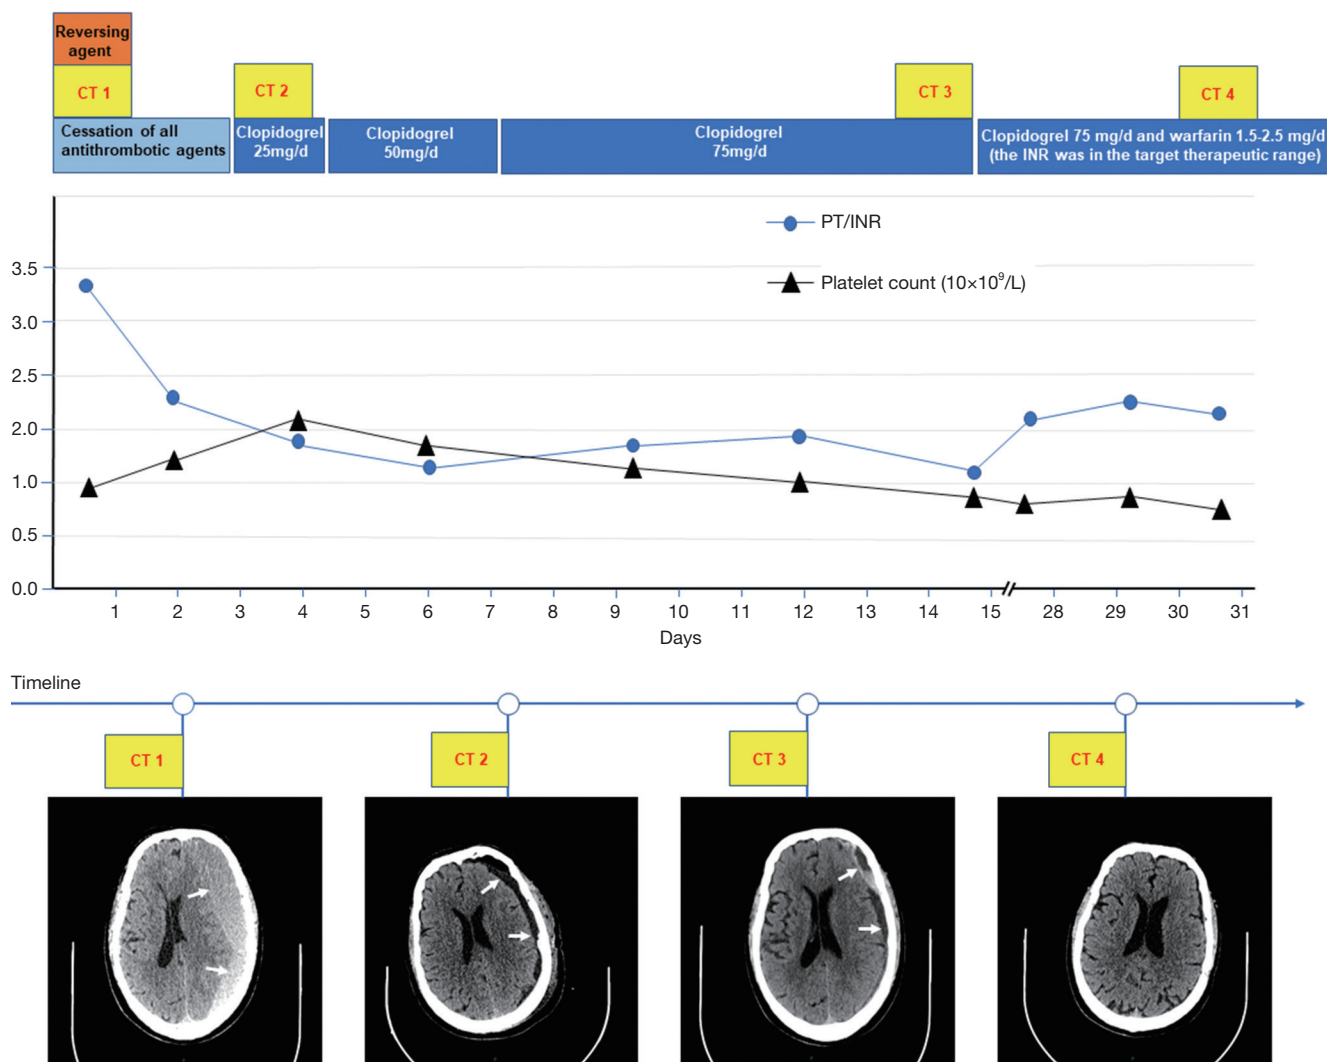 Reversing
agent
CT 1
CT 2
CT 3
CT 4
Cessation of all
antithrombotic agents
Clopidogrel
25mg/d
Clopidogrel
50mg/d
Clopidogrel
75mg/d
Clopidogrel 75 mg/d and warfarin 1.5-2.5 mg/d
(the INR was in the target therapeutic range)
PT/INR
Platelet count (10×10⁹/L)
3.5
3.0
2.5
2.0
1.0
0.5
0.0
1 2 3 4 5 6 7 8 9 10 11 12 13 14 15 28 29 30 31
Days
Timeline
CT 1
CT 2
CT 3
CT 4